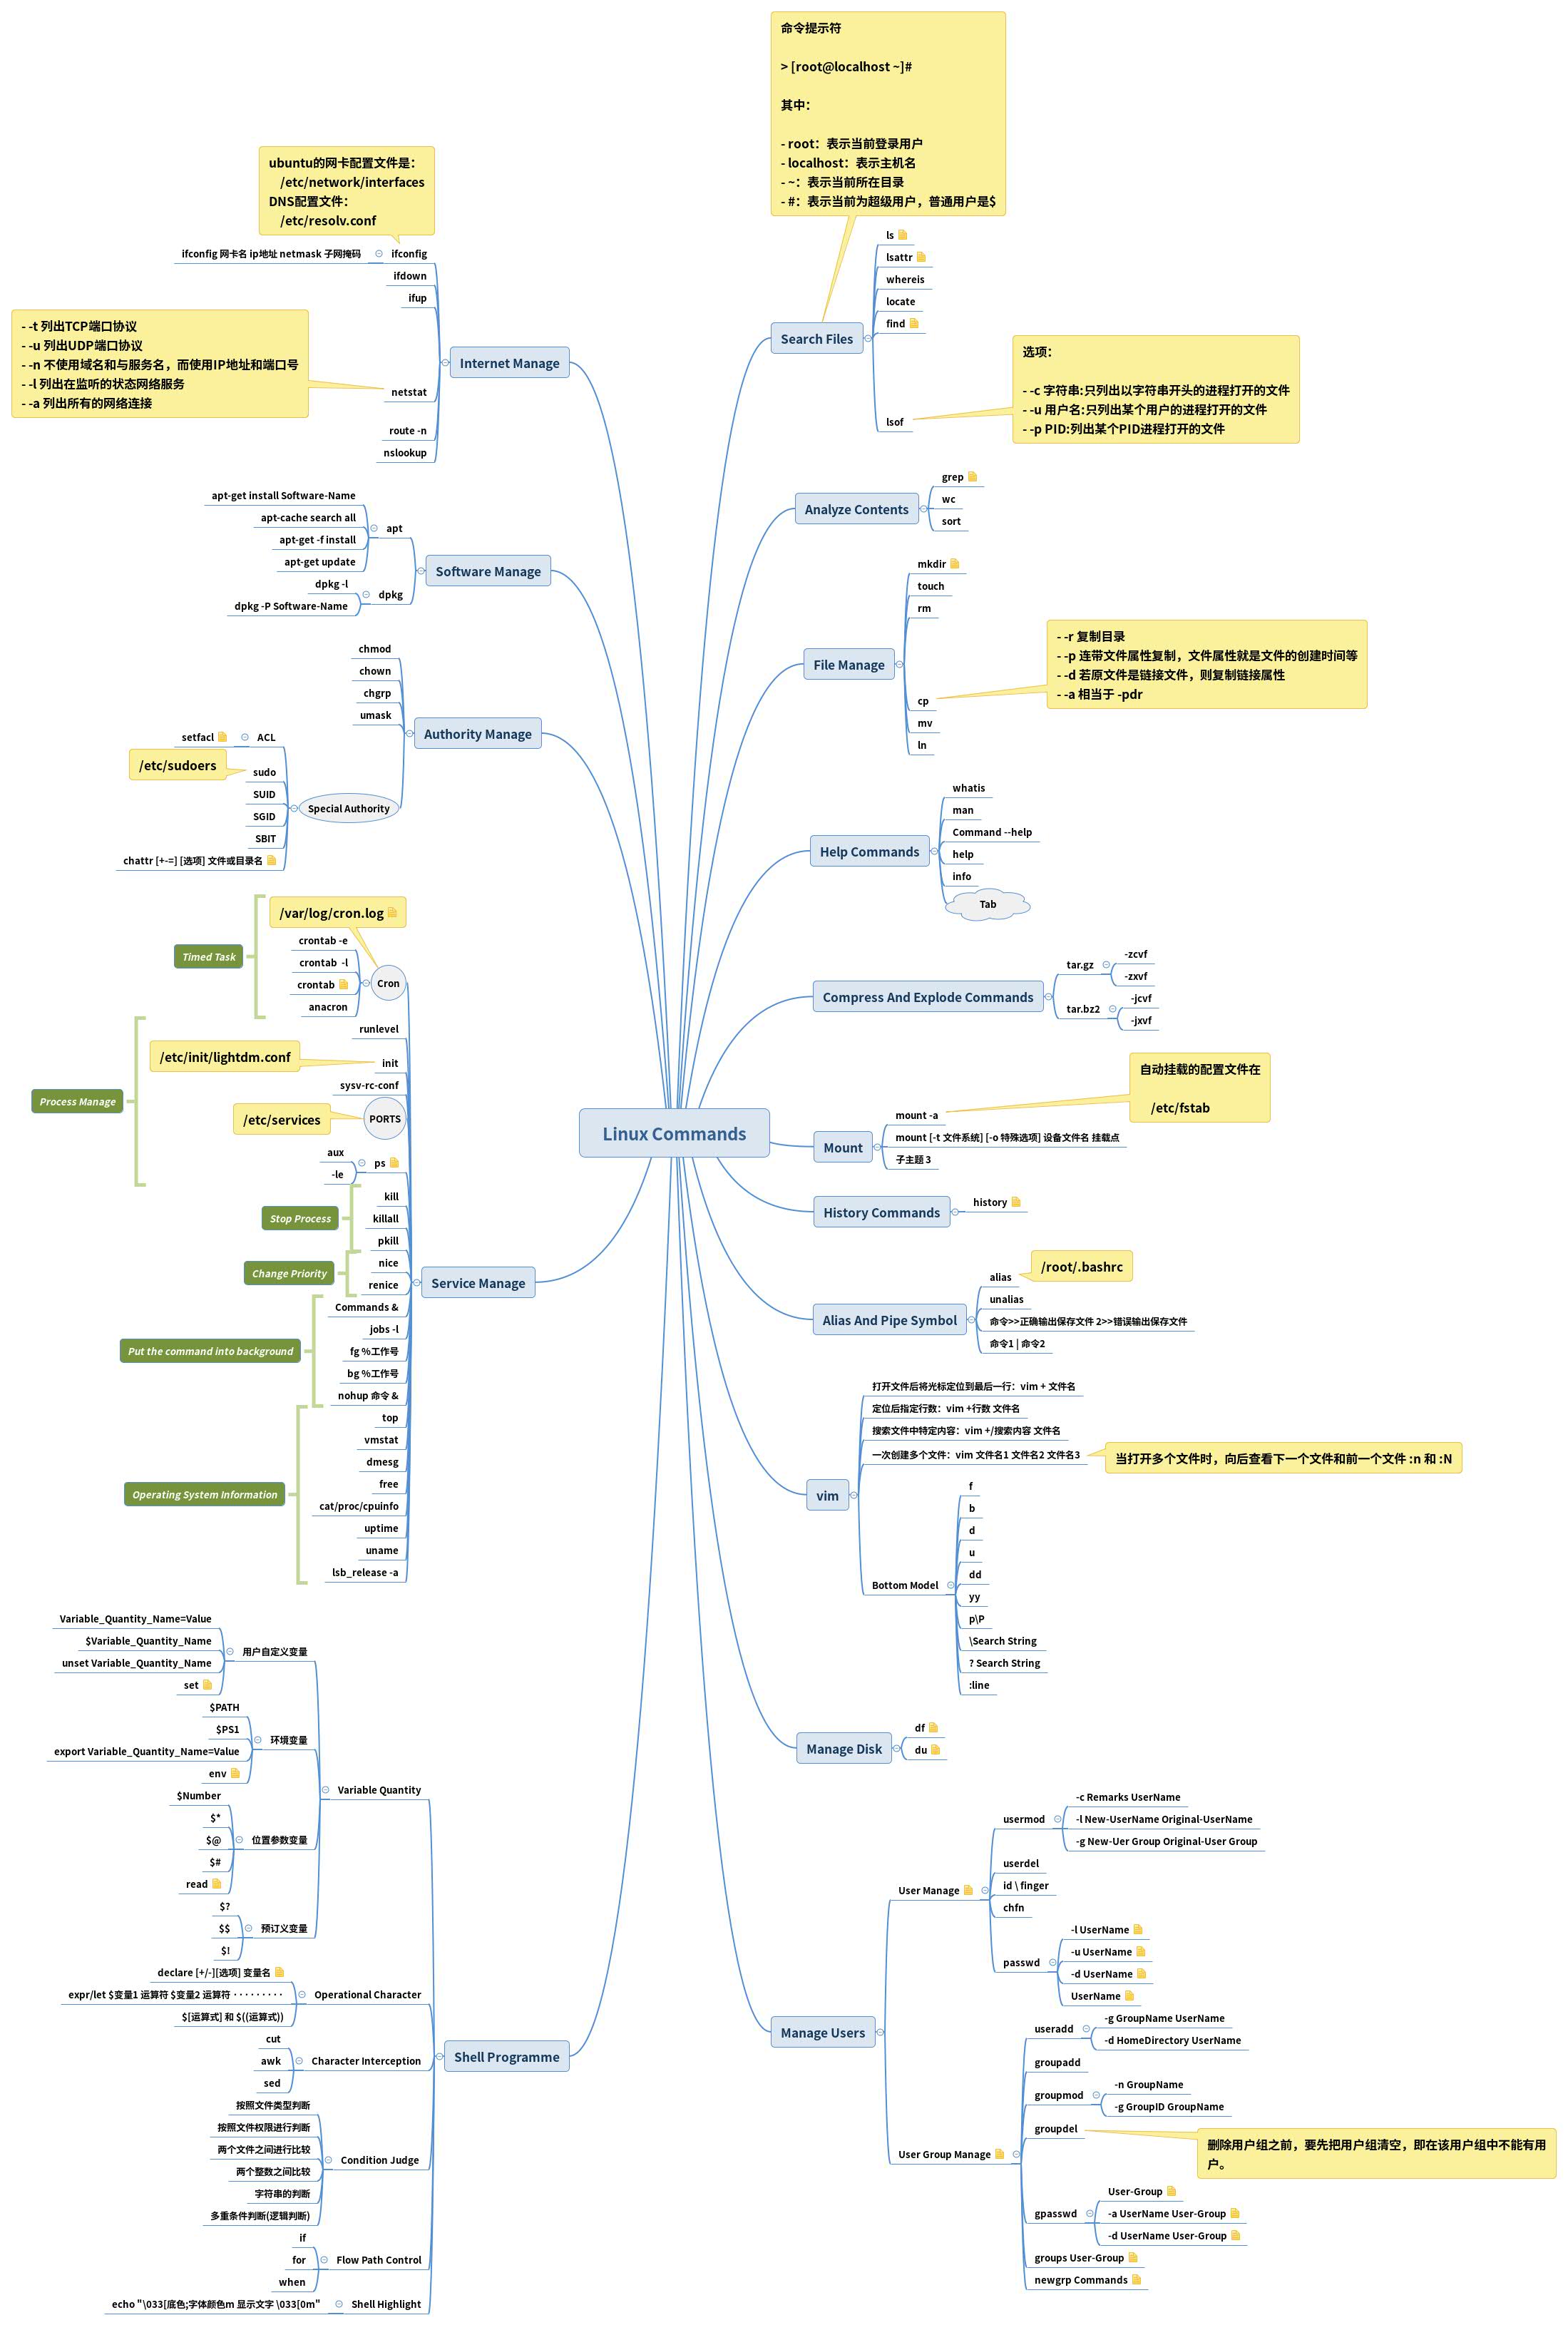 Linux Commands
命令提示符
> [root@localhost ~]#
其中：
- root：表示当前登录用户
- localhost：表示主机名
- ~：表示当前所在目录
- #：表示当前为超级用户，普通用户是$
Search Files
ls
lsattr
whereis
locate
find
lsof
选项：
- -c 字符串:只列出以字符串开头的进程打开的文件
- -u 用户名:只列出某个用户的进程打开的文件
- -p PID:列出某个PID进程打开的文件
Analyze Contents
grep
wc
sort
File Manage
mkdir
touch
rm
cp
- -r 复制目录
- -p 连带文件属性复制，文件属性就是文件的创建时间等
- -d 若原文件是链接文件，则复制链接属性
- -a 相当于 -pdr
mv
ln
Help Commands
whatis
man
Command --help
help
info
Tab
Compress And Explode Commands
tar.gz
-zcvf
-zxvf
tar.bz2
-jcvf
-jxvf
Mount
mount -a
自动挂载的配置文件在
/etc/fstab
mount [-t 文件系统] [-o 特殊选项] 设备文件名 挂载点
子主题 3
History Commands
history
Alias And Pipe Symbol
alias
/root/.bashrc
unalias
命令>>正确输出保存文件 2>>错误输出保存文件
命令1 | 命令2
vim
打开文件后将光标定位到最后一行：vim + 文件名
定位后指定行数：vim +行数 文件名
搜索文件中特定内容：vim +/搜索内容 文件名
一次创建多个文件：vim 文件名1 文件名2 文件名3
当打开多个文件时，向后查看下一个文件和前一个文件 :n 和 :N
Bottom Model
f
b
d
u
dd
yy
p\P
\Search String
? Search String
:line
Manage Disk
df
du
Manage Users
User Manage
usermod
-c Remarks UserName
-l New-UserName Original-UserName
-g New-Uer Group Original-User Group
userdel
id \ finger
chfn
passwd
-l UserName
-u UserName
-d UserName
UserName
User Group Manage
useradd
-g GroupName UserName
-d HomeDirectory UserName
groupadd
groupmod
-n GroupName
-g GroupID GroupName
groupdel
删除用户组之前，要先把用户组清空，即在该用户组中不能有用
户。
gpasswd
User-Group
-a UserName User-Group
-d UserName User-Group
groups User-Group
newgrp Commands
Internet Manage
ubuntu的网卡配置文件是：
/etc/network/interfaces
DNS配置文件：
/etc/resolv.conf
ifconfig
ifconfig 网卡名 ip地址 netmask 子网掩码
ifdown
ifup
netstat
- -t 列出TCP端口协议
- -u 列出UDP端口协议
- -n 不使用域名和与服务名，而使用IP地址和端口号
- -l 列出在监听的状态网络服务
- -a 列出所有的网络连接
route -n
nslookup
Software Manage
apt
apt-get install Software-Name
apt-cache search all
apt-get -f install
apt-get update
dpkg
dpkg -l
dpkg -P Software-Name
Authority Manage
chmod
chown
chgrp
umask
Special Authority
ACL
setfacl
sudo
/etc/sudoers
SUID
SGID
SBIT
chattr [+-=] [选项] 文件或目录名
Service Manage
Timed Task
/var/log/cron.log
Cron
crontab -e
crontab -l
crontab
anacron
Process Manage
runlevel
init
/etc/init/lightdm.conf
sysv-rc-conf
PORTS
/etc/services
ps
aux
-le
Stop Process
kill
killall
pkill
Change Priority
nice
renice
Put the command into background
Commands &
jobs -l
fg %工作号
bg %工作号
nohup 命令 &
Operating System Information
top
vmstat
dmesg
free
cat/proc/cpuinfo
uptime
uname
lsb_release -a
Shell Programme
Variable Quantity
用户自定义变量
Variable_Quantity_Name=Value
$Variable_Quantity_Name
unset Variable_Quantity_Name
set
环境变量
$PATH
$PS1
export Variable_Quantity_Name=Value
env
位置参数变量
$Number
$*
$@
$#
read
预订义变量
$?
$$
$!
Operational Character
declare [+/-][选项] 变量名
expr/let $变量1 运算符 $变量2 运算符 ·········
$[运算式] 和 $((运算式))
Character Interception
cut
awk
sed
Condition Judge
按照文件类型判断
按照文件权限进行判断
两个文件之间进行比较
两个整数之间比较
字符串的判断
多重条件判断(逻辑判断)
Flow Path Control
if
for
when
Shell Highlight
echo "\033[底色;字体颜色m 显示文字 \033[0m"